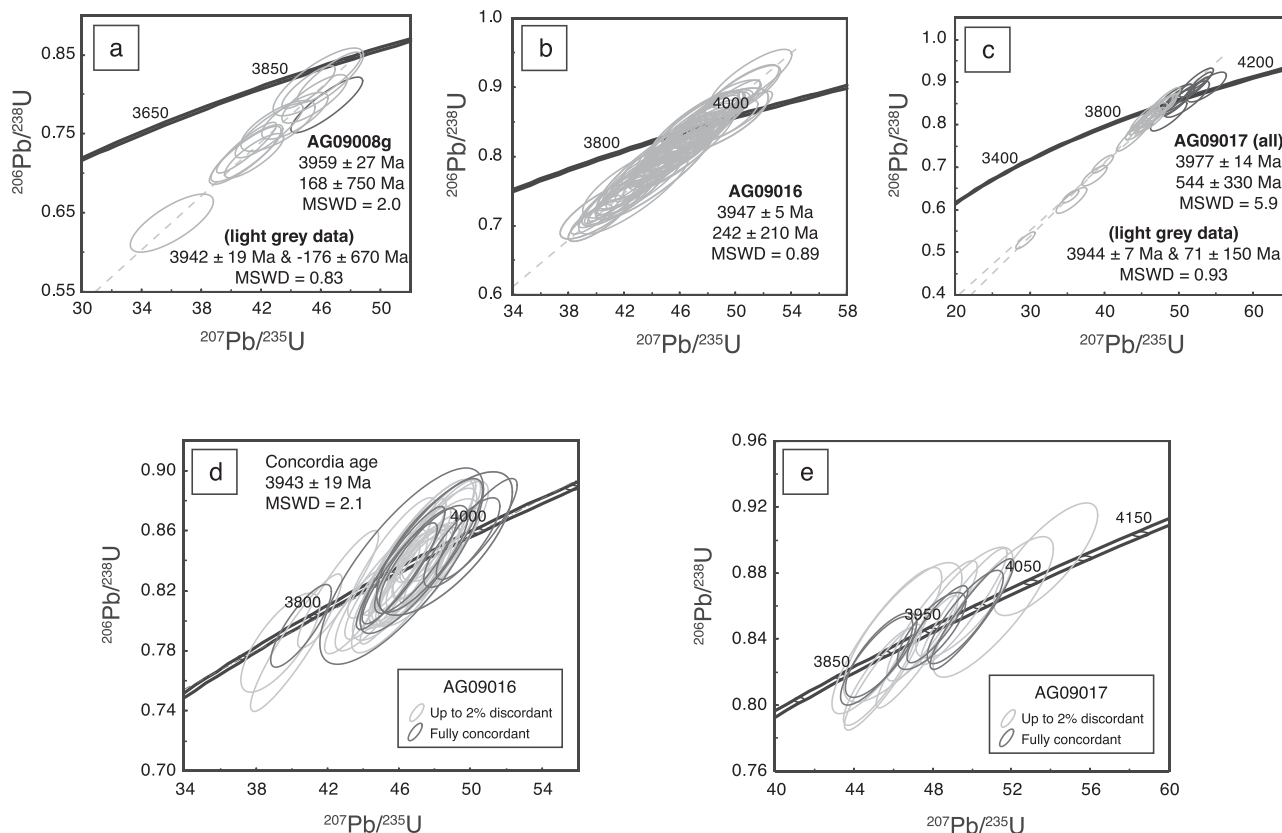 a
0.85
0.75
0.65
0.55
30
34
38
42
46
50
3650
3850
AG09008g
3959 ± 27 Ma
168 ± 750 Ma
MSWD = 2.0
(light grey data)
3942 ± 19 Ma & -176 ± 670 Ma
MSWD = 0.83
206Pb/238U
207Pb/235U
b
1.0
0.9
0.8
0.7
0.6
34
38
42
46
50
54
58
3800
4000
AG09016
3947 ± 5 Ma
242 ± 210 Ma
MSWD = 0.89
206Pb/238U
207Pb/235U
c
1.0
0.9
0.8
0.7
0.6
0.5
0.4
20
30
40
50
60
3400
3800
4200
AG09017 (all)
3977 ± 14 Ma
544 ± 330 Ma
MSWD = 5.9
(light grey data)
3944 ± 7 Ma & 71 ± 150 Ma
MSWD = 0.93
206Pb/238U
207Pb/235U
d
Concordia age
3943 ± 19 Ma
MSWD = 2.1
0.90
0.86
0.82
0.78
0.74
0.70
34
38
42
46
50
54
3800
4000
AG09016
Up to 2% discordant
Fully concordant
206Pb/238U
207Pb/235U
e
0.96
0.92
0.88
0.84
0.80
0.76
40
44
48
52
56
60
3850
3950
4050
4150
AG09017
Up to 2% discordant
Fully concordant
206Pb/238U
207Pb/235U